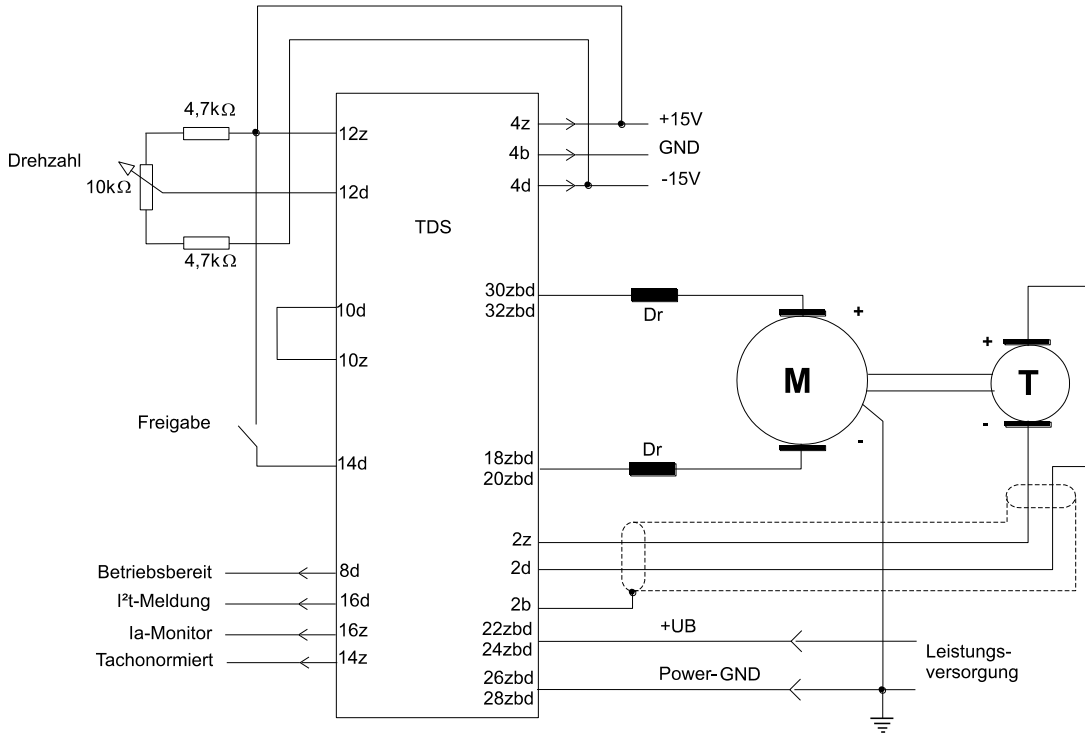 4,7kΩ
Drehzahl
10kΩ
4,7kΩ
12z
12d
TDS
4z
+15V
4b
GND
4d
-15V
10d
10z
30zbd
32zbd
Dr
M
+
-
T
+
-
Freigabe
14d
18zbd
20zbd
Dr
2z
2d
2b
Betriebsbereit
8d
I²t-Meldung
16d
Ia-Monitor
16z
Tachonormiert
14z
22zbd
24zbd
+UB
26zbd
28zbd
Power-GND
Leistungs-
versorgung